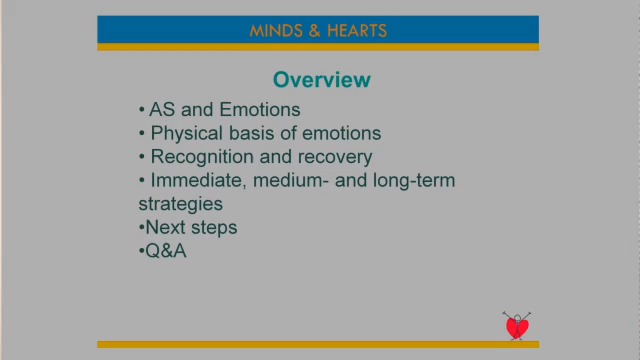 MINDS & HEARTS
Overview
• AS and Emotions
• Physical basis of emotions
• Recognition and recovery
• Immediate, medium- and long-term
strategies
•Next steps
•Q&A